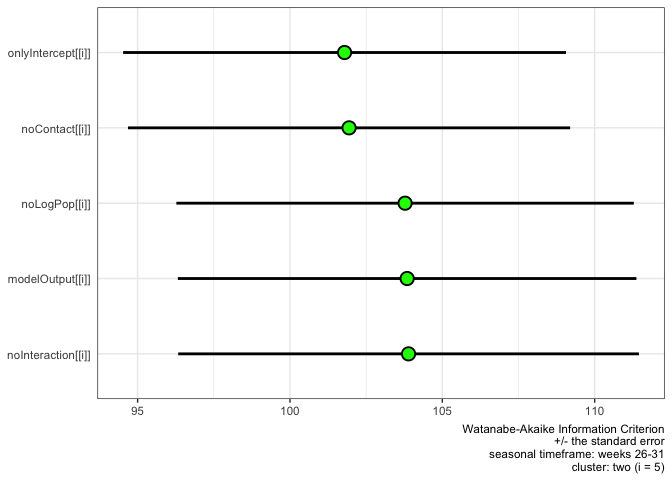 onlyIntercept[[i]]
noContact[[i]]
noLogPop[[i]]
modelOutput[[i]]
noInteraction[[i]]
95 100 105 110
Watanabe-Akaike Information Criterion
+/- the standard error
seasonal timeframe: weeks 26-31
cluster: two (i = 5)